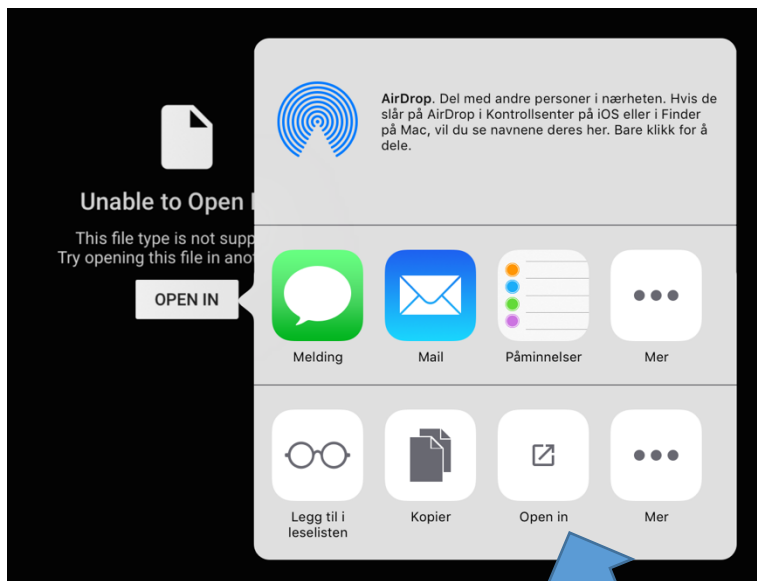 AirDrop. Del med andre personer i nærheten. Hvis de
slår på AirDrop i Kontrollsenter på iOS eller i Finder
på Mac, vil du se navnene deres her. Bare klikk for å
dele.
Unable to Open
This file type is not
Try opening this file in
OPEN IN
Melding
Mail
Påminnelser
Mer
Legg til i
leselisten
Kopier
Open in
Mer